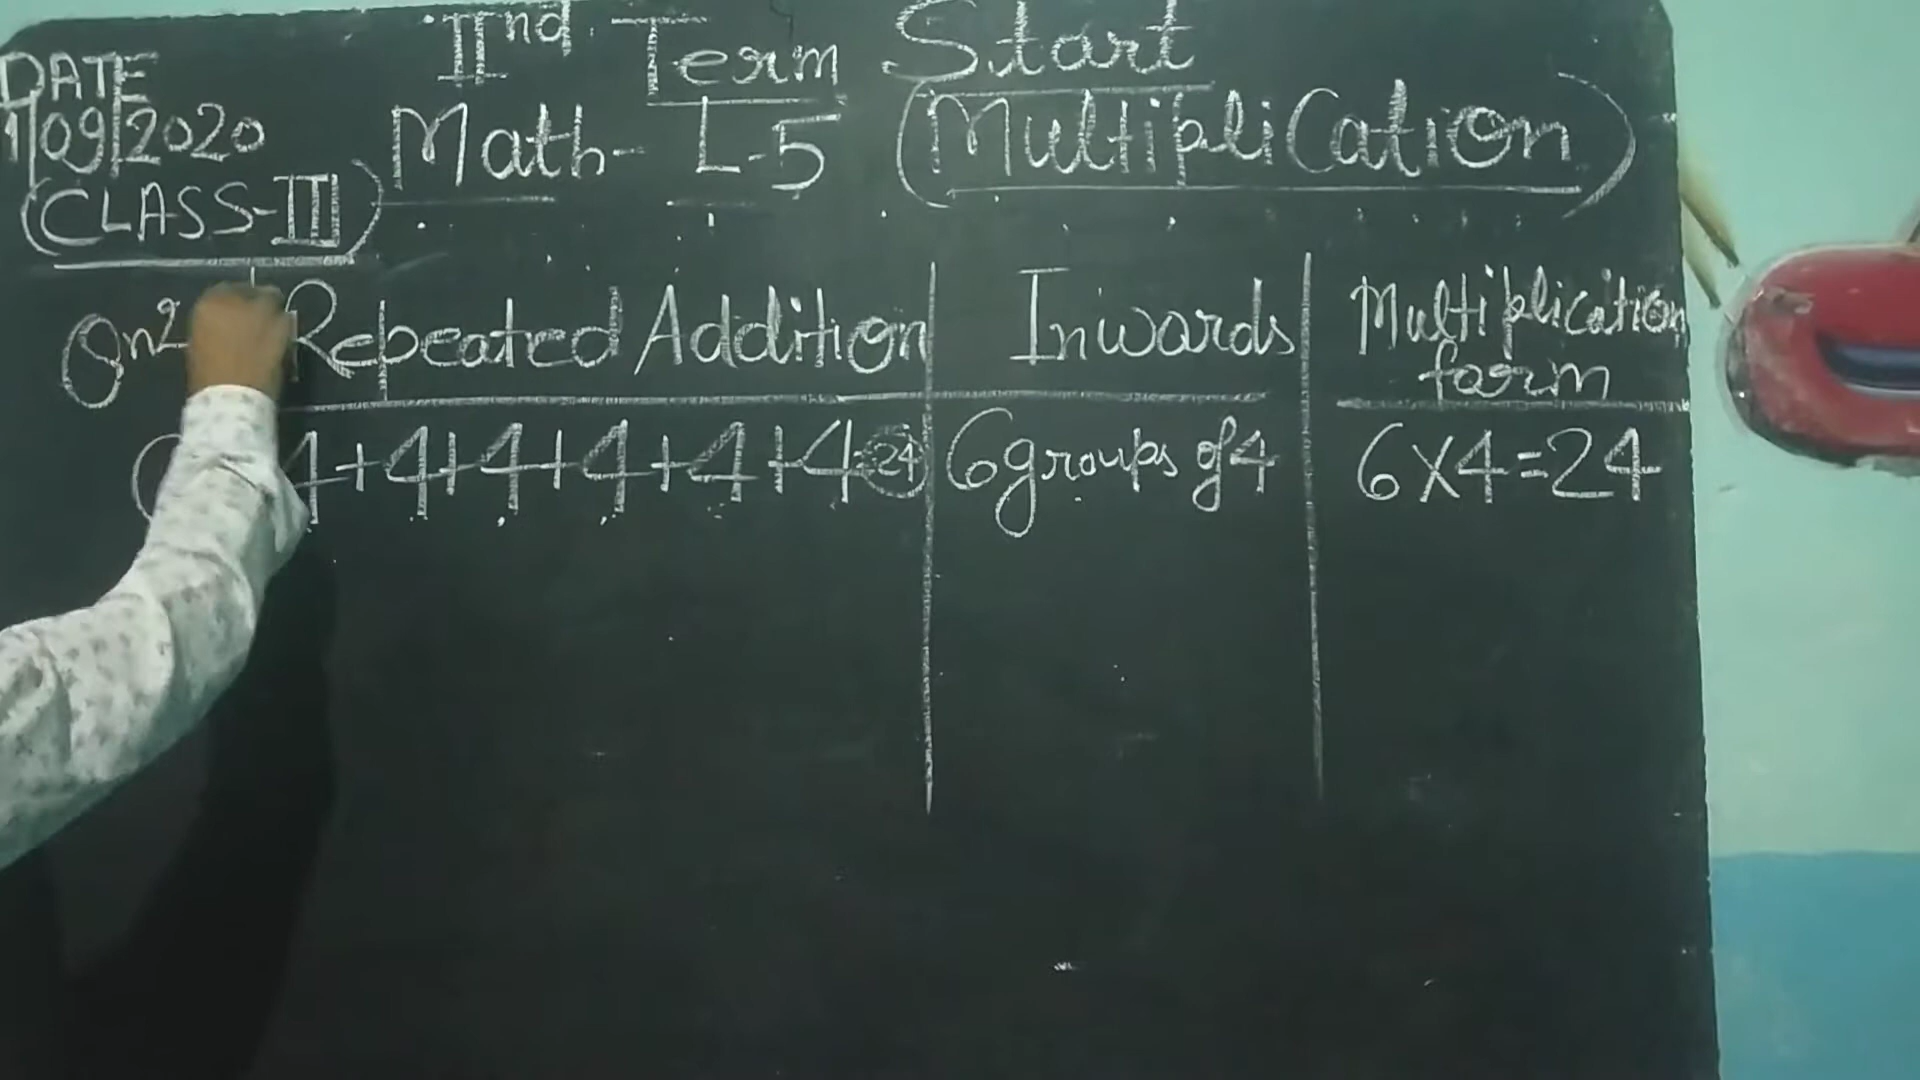 IInd Term Start
DATE
1/09/2020
Math- L-5 (Multiplication)
(CLASS-III)
Qn Repeated Addition Inwards Multiplication
form
4+4+4+4+4+4=24 6 groups of 4 6X4=24